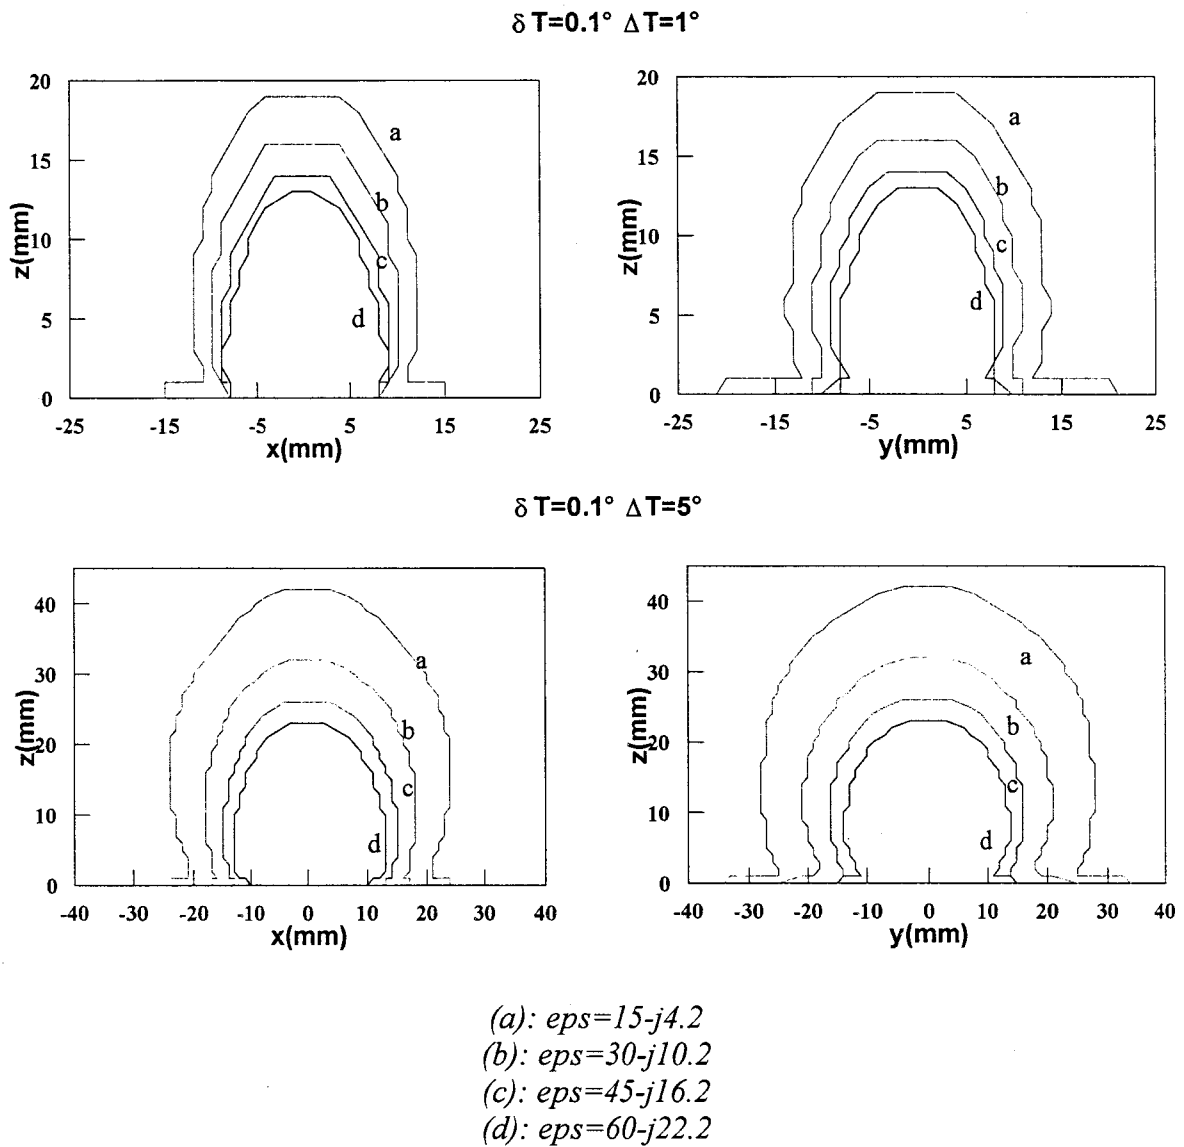 δ T=0.1° Δ T=1°
20
15
10
5
0
z(mm)
a
b
c
d
-25
-15
-5
5
15
25
x(mm)
20
15
10
5
0
z(mm)
a
b
c
d
-25
-15
-5
5
15
25
y(mm)
δ T=0.1° Δ T=5°
40
30
20
10
0
z(mm)
a
b
c
d
-40
-30
-20
-10
0
10
20
30
40
x(mm)
40
30
20
10
0
z(mm)
a
b
c
d
-40
-30
-20
-10
0
10
20
30
40
y(mm)
(a): eps=15-j4.2
(b): eps=30-j10.2
(c): eps=45-j16.2
(d): eps=60-j22.2